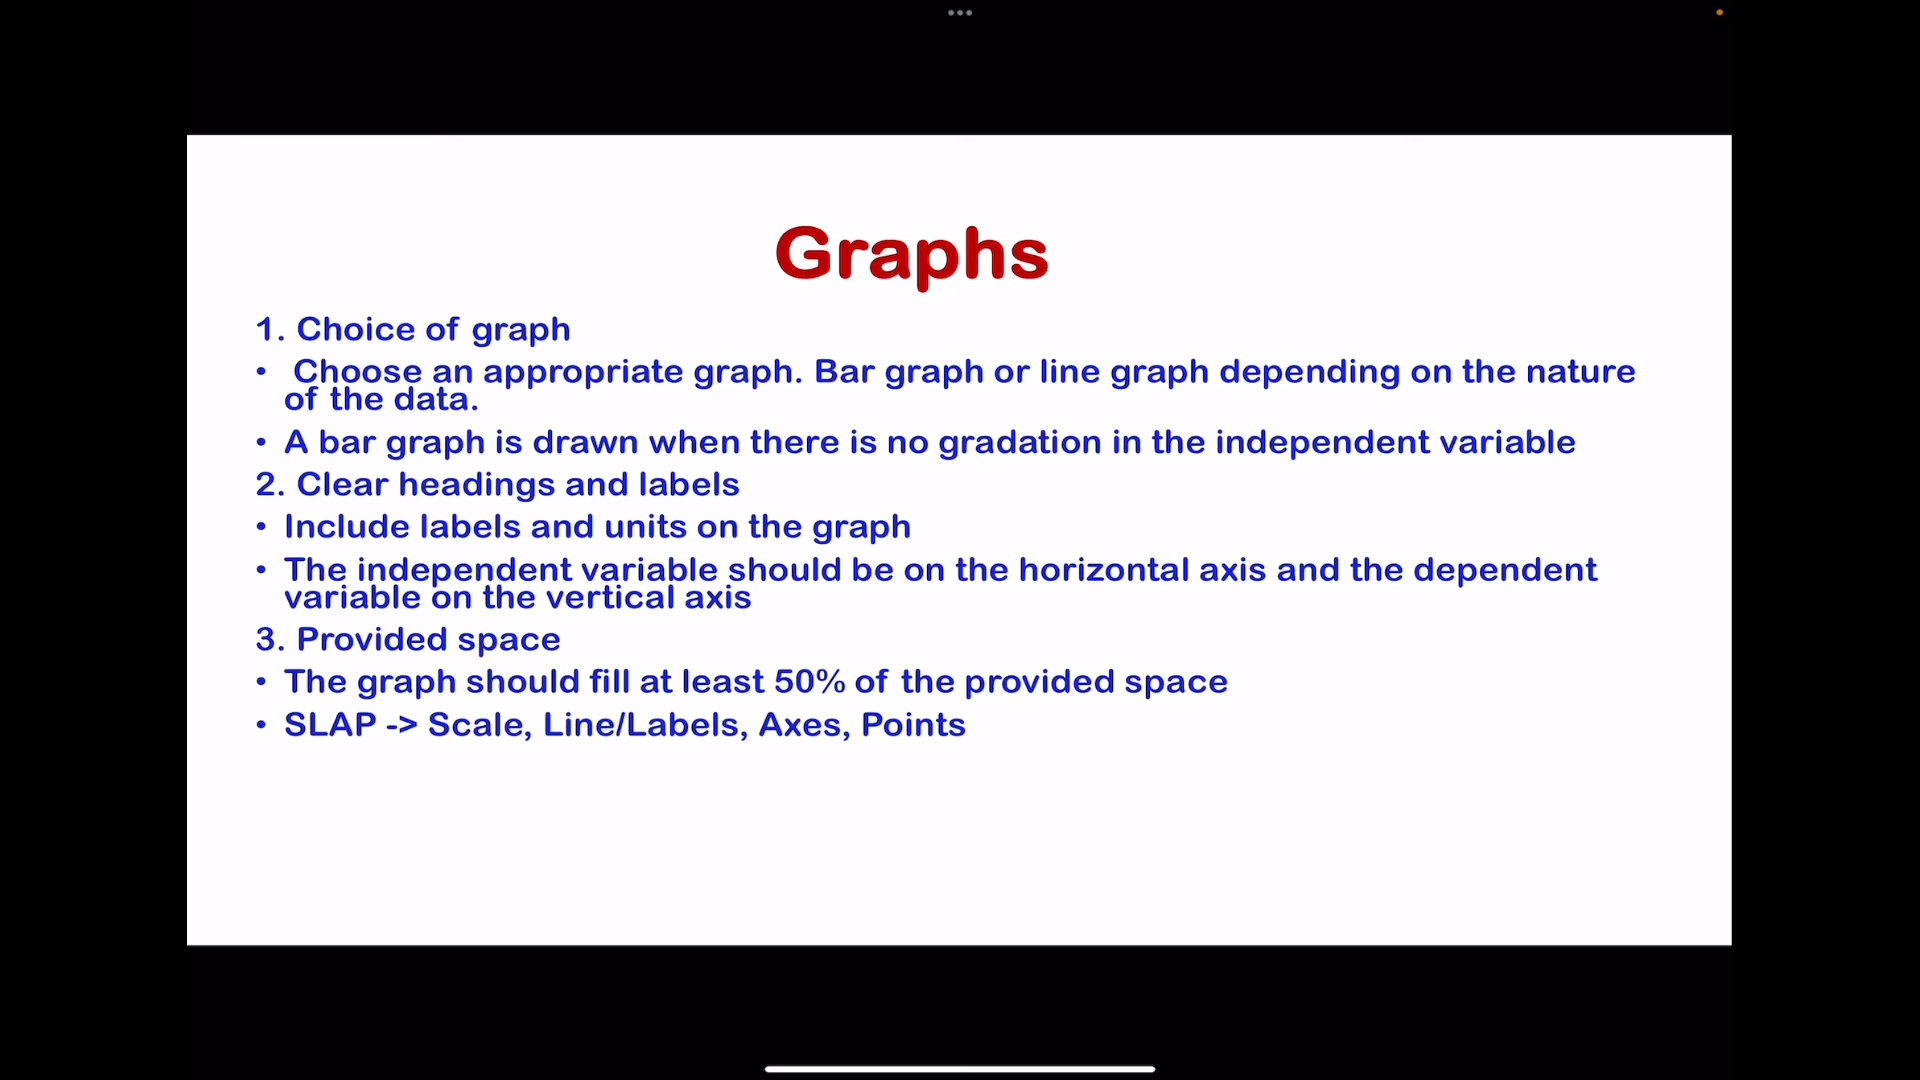 Graphs
1. Choice of graph
• Choose an appropriate graph. Bar graph or line graph depending on the nature
of the data.
• A bar graph is drawn when there is no gradation in the independent variable
2. Clear headings and labels
• Include labels and units on the graph
• The independent variable should be on the horizontal axis and the dependent
variable on the vertical axis
3. Provided space
• The graph should fill at least 50% of the provided space
• SLAP -> Scale, Line/Labels, Axes, Points